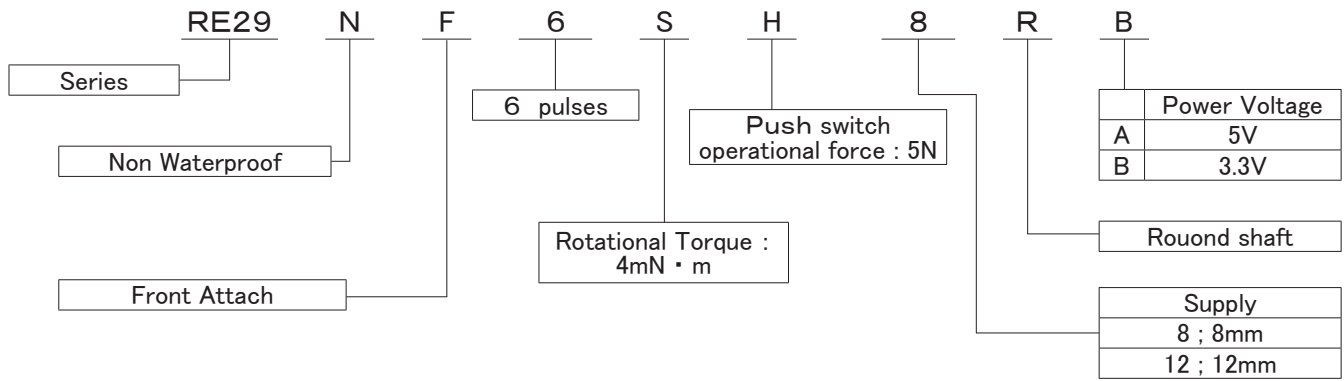 RE29 N F 6 S H 8 R B
Series
6 pulses
Push switch
operational force : 5N
Power Voltage
A 5V
B 3.3V
Non Waterproof
Rotational Torque :
4mN・m
Rouond shaft
Front Attach
Supply
8 ; 8mm
12 ; 12mm